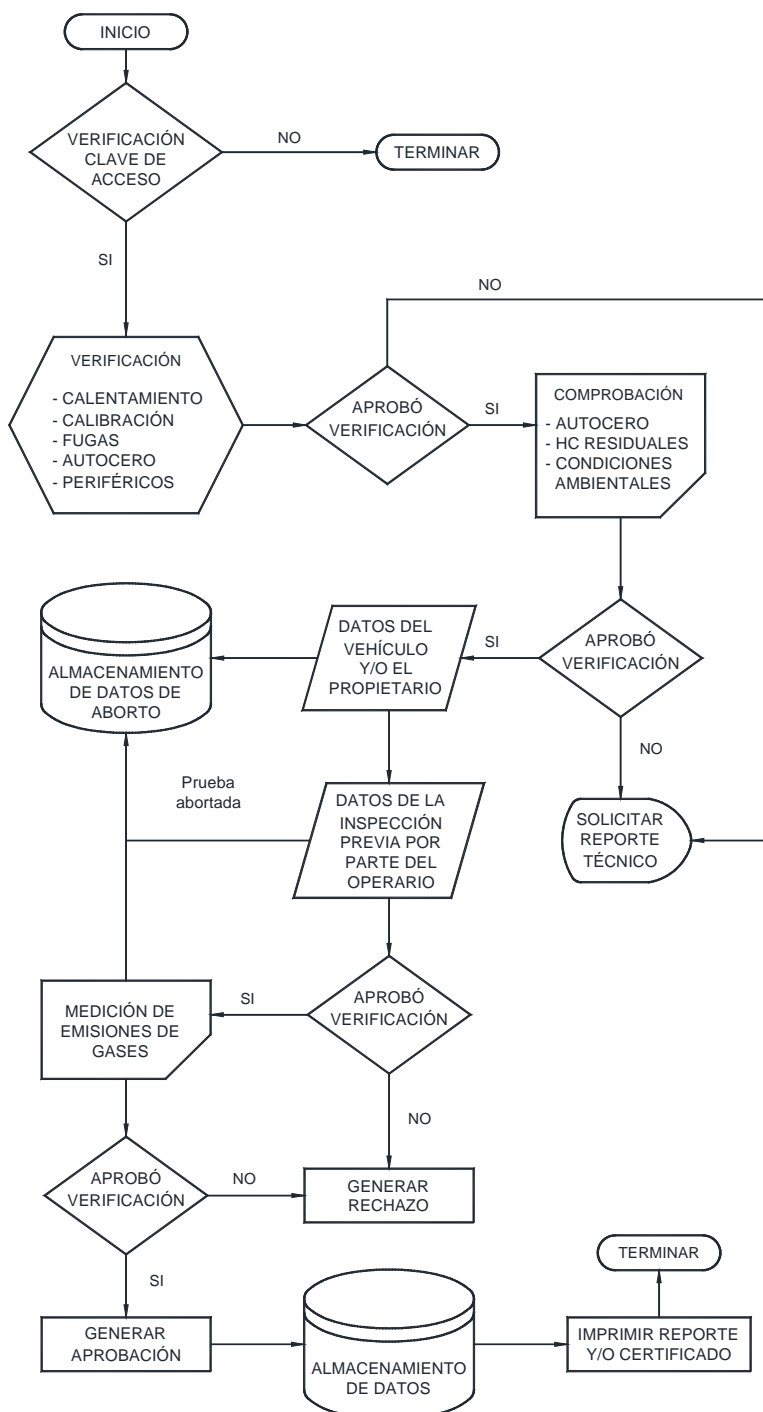 INICIO
VERIFICACIÓN
CLAVE DE
ACCESO
NO
TERMINAR
SI
NO
VERIFICACIÓN
- CALENTAMIENTO
- CALIBRACIÓN
- FUGAS
- AUTOCERO
- PERIFÉRICOS
APROBÓ
VERIFICACIÓN
SI
COMPROBACIÓN
- AUTOCERO
- HC RESIDUALES
- CONDICIONES
AMBIENTALES
APROBÓ
VERIFICACIÓN
SI
DATOS DEL
VEHÍCULO
Y/O EL
PROPIETARIO
ALMACENAMIENTO
DE DATOS DE
ABORTO
NO
SOLICITAR
REPORTE
TÉCNICO
Prueba
abortada
DATOS DE LA
INSPECCIÓN
PREVIA POR
PARTE DEL
OPERARIO
APROBÓ
VERIFICACIÓN
SI
MEDICIÓN DE
EMISIONES DE
GASES
NO
APROBÓ
VERIFICACIÓN
NO
GENERAR
RECHAZO
SI
GENERAR
APROBACIÓN
ALMACENAMIENTO
DE DATOS
IMPRIMIR REPORTE
Y/O CERTIFICADO
TERMINAR